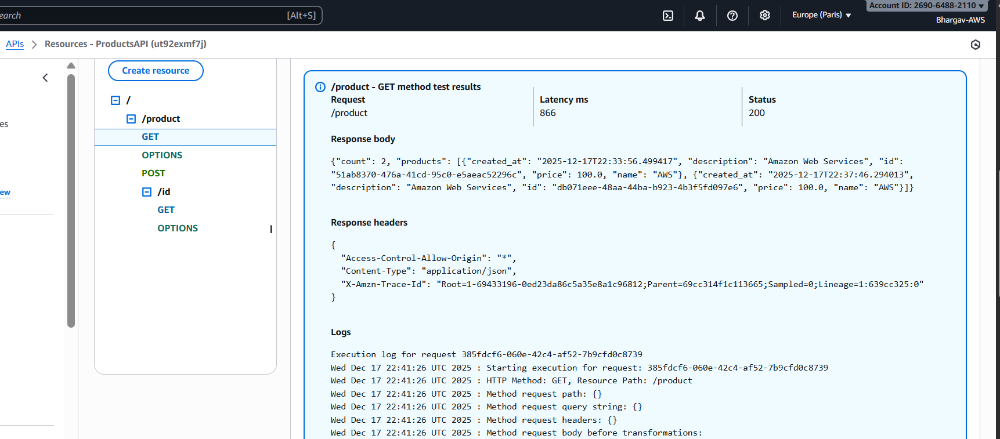 earch [Alt+S] Europe (Paris) Account ID: 2690-6488-2110
Bhargav-AWS
APIs > Resources - ProductsAPI (ut92exmf7j)
es
ew
Create resource
/
/product
GET
OPTIONS
POST
/id
GET
OPTIONS
/product - GET method test results
Request Latency ms Status
/product 866 200
Response body
{"count": 2, "products": [{"created_at": "2025-12-17T22:33:56.499417", "description": "Amazon Web Services", "id":
"51ab8370-476a-41cd-95c0-e5aeac52296c", "price": 100.0, "name": "AWS"}, {"created_at": "2025-12-17T22:37:46.294013",
"description": "Amazon Web Services", "id": "db071eee-48aa-44ba-b923-4b3f5fd097e6", "price": 100.0, "name": "AWS"}]}
Response headers
{
"Access-Control-Allow-Origin": "*",
"Content-Type": "application/json",
"X-Amzn-Trace-Id": "Root=1-69433196-0ed23da86c5a35e8a1c96812;Parent=69cc314f1c113665;Sampled=0;Lineage=1:639cc325:0"
}
Logs
Execution log for request 385fdcf6-060e-42c4-af52-7b9cfd0c8739
Wed Dec 17 22:41:26 UTC 2025 : Starting execution for request: 385fdcf6-060e-42c4-af52-7b9cfd0c8739
Wed Dec 17 22:41:26 UTC 2025 : HTTP Method: GET, Resource Path: /product
Wed Dec 17 22:41:26 UTC 2025 : Method request path: {}
Wed Dec 17 22:41:26 UTC 2025 : Method request query string: {}
Wed Dec 17 22:41:26 UTC 2025 : Method request headers: {}
Wed Dec 17 22:41:26 UTC 2025 : Method request body before transformations: